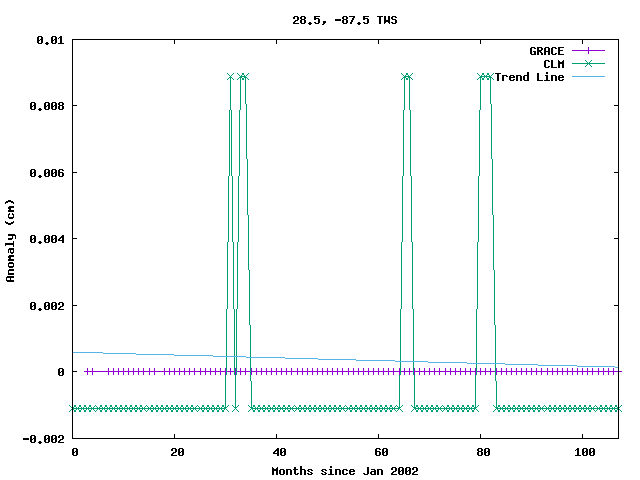 28.5, -87.5 TWS
0.01
0.008
0.006
0.004
0.002
0
-0.002
Anomaly (cm)
GRACE
CLM
Trend Line
0 20 40 60 80 100
Months since Jan 2002